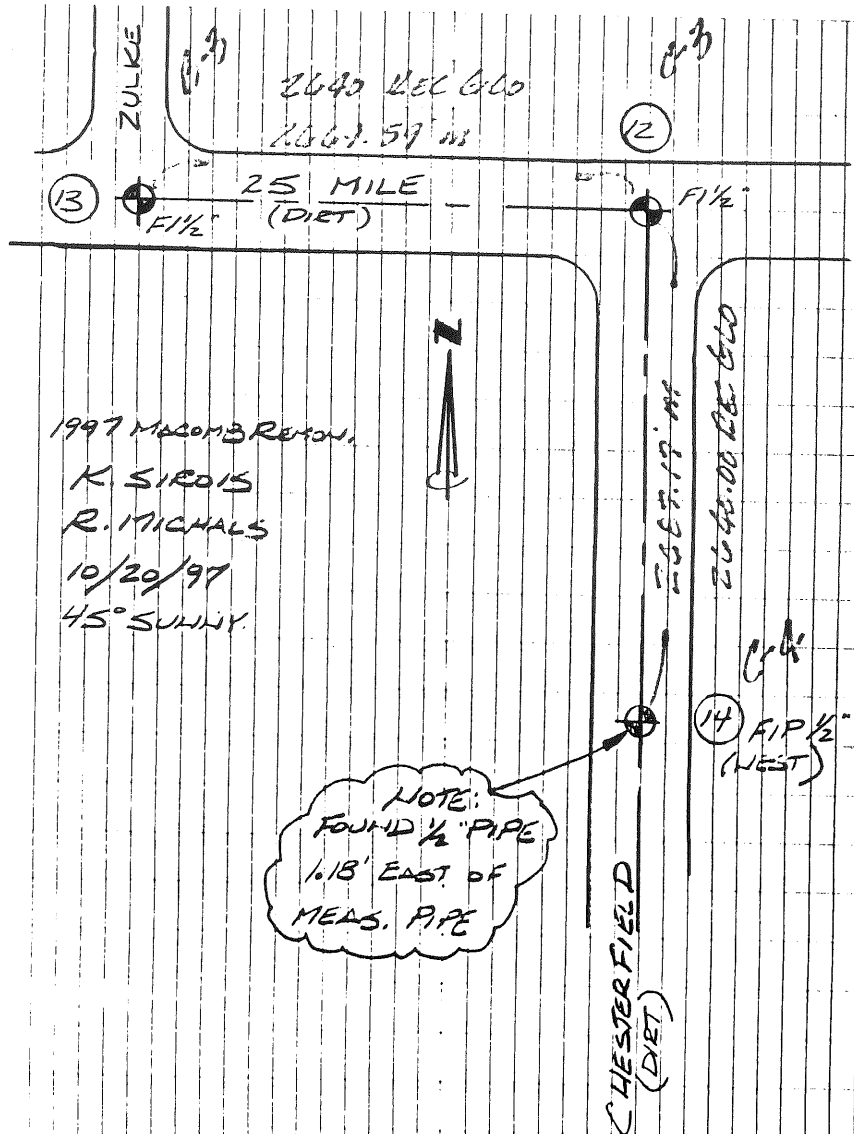 ZULKE
2640 REC GLO
12
13
25 MILE
(DIRT)
F1½"
F1½"
N
1997 MACOMB REMON.
K. SIROIS
R. MICHALS
10/20/97
45° SUNNY
2640.00 REC GLO
14
FIP ½"
(WEST)
NOTE:
FOUND ½" PIPE
1.18' EAST OF
MEAS. PIPE
CHESTERFIELD
(DIRT)